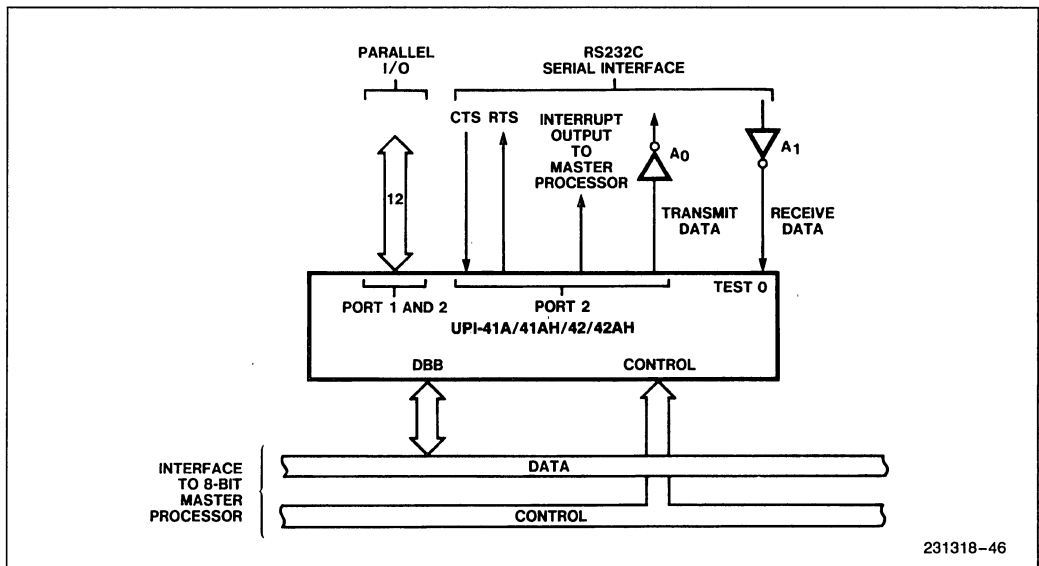 PARALLEL
I/O
RS232C
SERIAL INTERFACE
CTS RTS
INTERRUPT
OUTPUT
TO
MASTER
PROCESSOR
A0
A1
12
TRANSMIT
DATA
RECEIVE
DATA
TEST 0
PORT 1 AND 2
PORT 2
UPI-41A/41AH/42/42AH
DBB
CONTROL
INTERFACE
TO 8-BIT
MASTER
PROCESSOR
DATA
CONTROL
231318-46